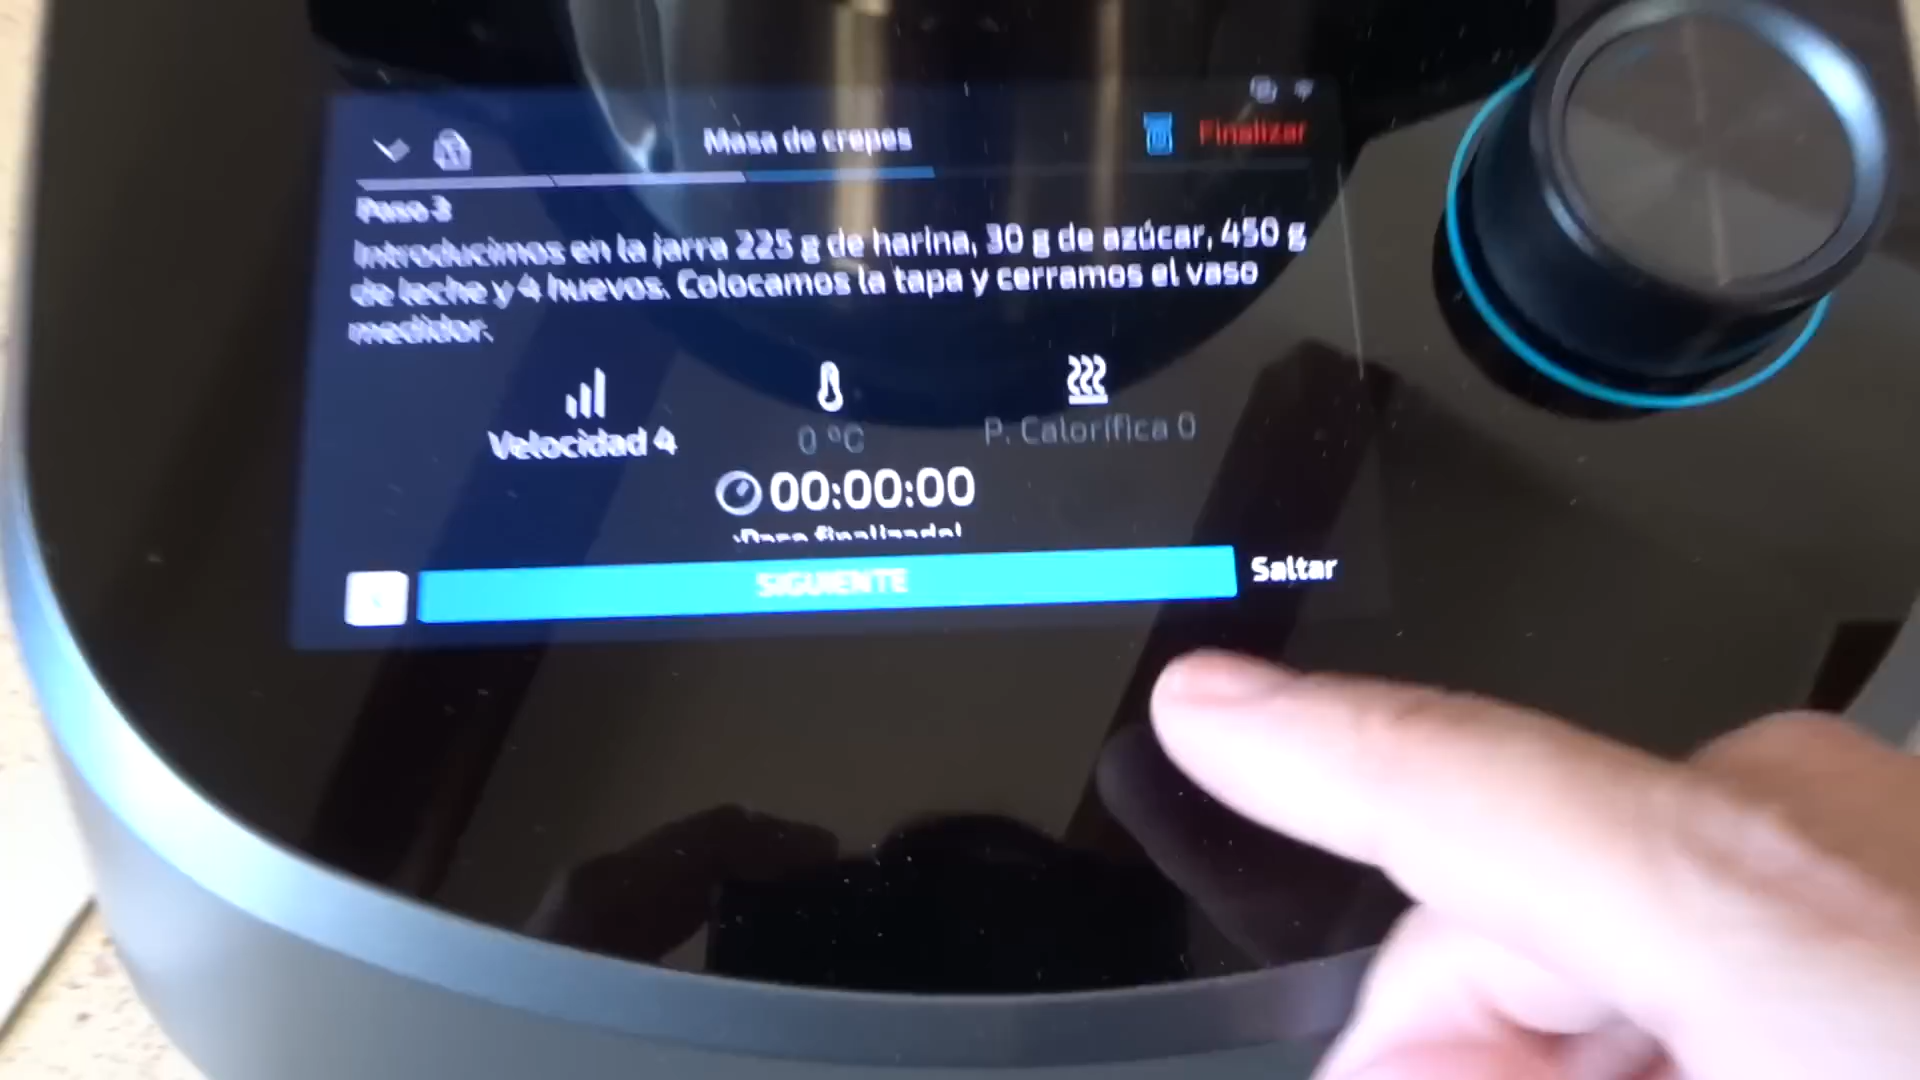 Masa de crepes
Finalizar
Paso 3
Introducimos en la jarra 225 g de harina, 30 g de azúcar, 450 g
de leche y 4 huevos. Colocamos la tapa y cerramos el vaso
medidor.
Velocidad 4
0 ºC
P. Calorífica 0
00:00:00
¡Paso finalizado!
SIGUIENTE
Saltar